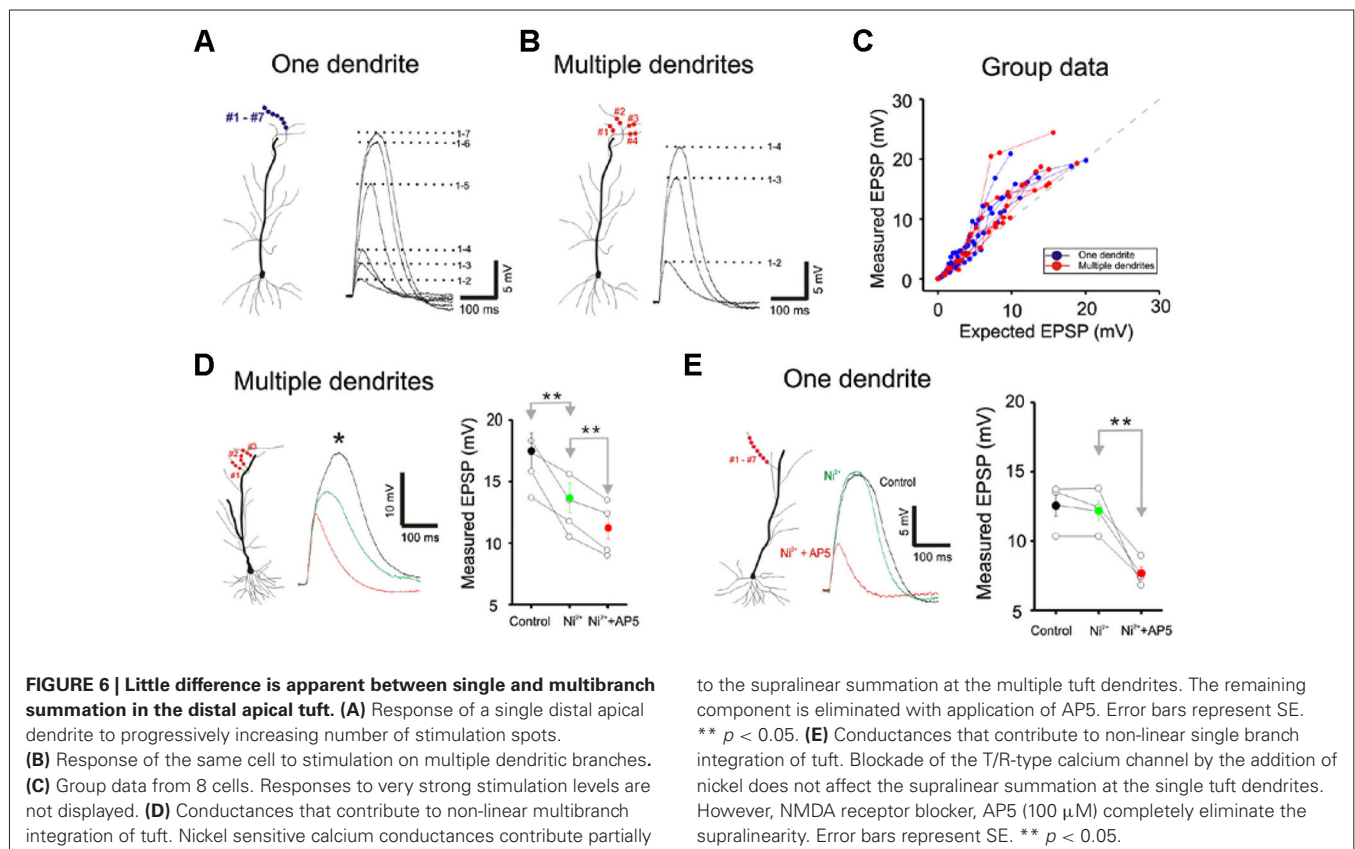 A
One dendrite
#1 - #7
1-7
1-6
1-5
1-4
1-3
1-2
5 mV
100 ms
B
Multiple dendrites
#2
#1
#3
#4
1-4
1-3
1-2
5 mV
100 ms
C
Group data
Measured EPSP (mV)
30
20
10
0
0
10
20
30
Expected EPSP (mV)
One dendrite
Multiple dendrites
D
Multiple dendrites
#3
#2
#1
*
10 mV
100 ms
Measured EPSP (mV)
20
15
10
5
**
**
Control
Ni²⁺
Ni²⁺+AP5
E
One dendrite
#1 - #7
Ni²⁺
Control
Ni²⁺ + AP5
5 mV
100 ms
Measured EPSP (mV)
20
15
10
5
**
Control
Ni²⁺
Ni²⁺+AP5
FIGURE 6 | Little difference is apparent between single and multibranch
summation in the distal apical tuft. (A) Response of a single distal apical
dendrite to progressively increasing number of stimulation spots.
(B) Response of the same cell to stimulation on multiple dendritic branches.
(C) Group data from 8 cells. Responses to very strong stimulation levels are
not displayed. (D) Conductances that contribute to non-linear multibranch
integration of tuft. Nickel sensitive calcium conductances contribute partially
to the supralinear summation at the multiple tuft dendrites. The remaining
component is eliminated with application of AP5. Error bars represent SE.
** p < 0.05. (E) Conductances that contribute to non-linear single branch
integration of tuft. Blockade of the T/R-type calcium channel by the addition of
nickel does not affect the supralinear summation at the single tuft dendrites.
However, NMDA receptor blocker, AP5 (100 μM) completely eliminate the
supralinearity. Error bars represent SE. ** p < 0.05.